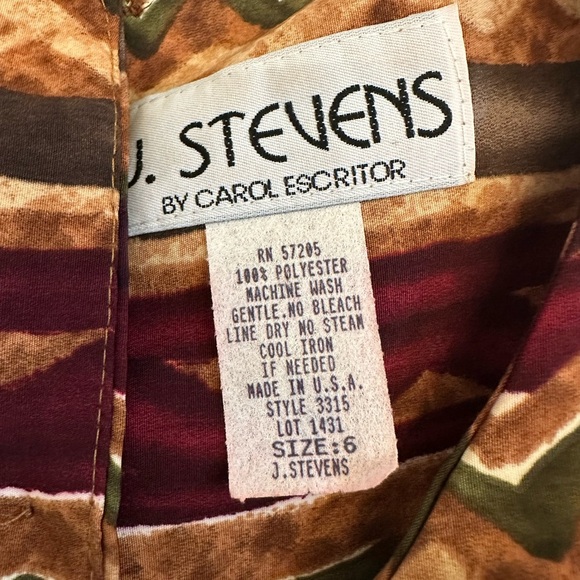 J. STEVENS
BY CAROL ESCRITOR
RN 57205
100% POLYESTER
MACHINE WASH
GENTLE.NO BLEACH
LINE DRY NO STEAM
COOL IRON
IF NEEDED
MADE IN U.S.A.
STYLE 3315
LOT 1431
SIZE:6
J.STEVENS